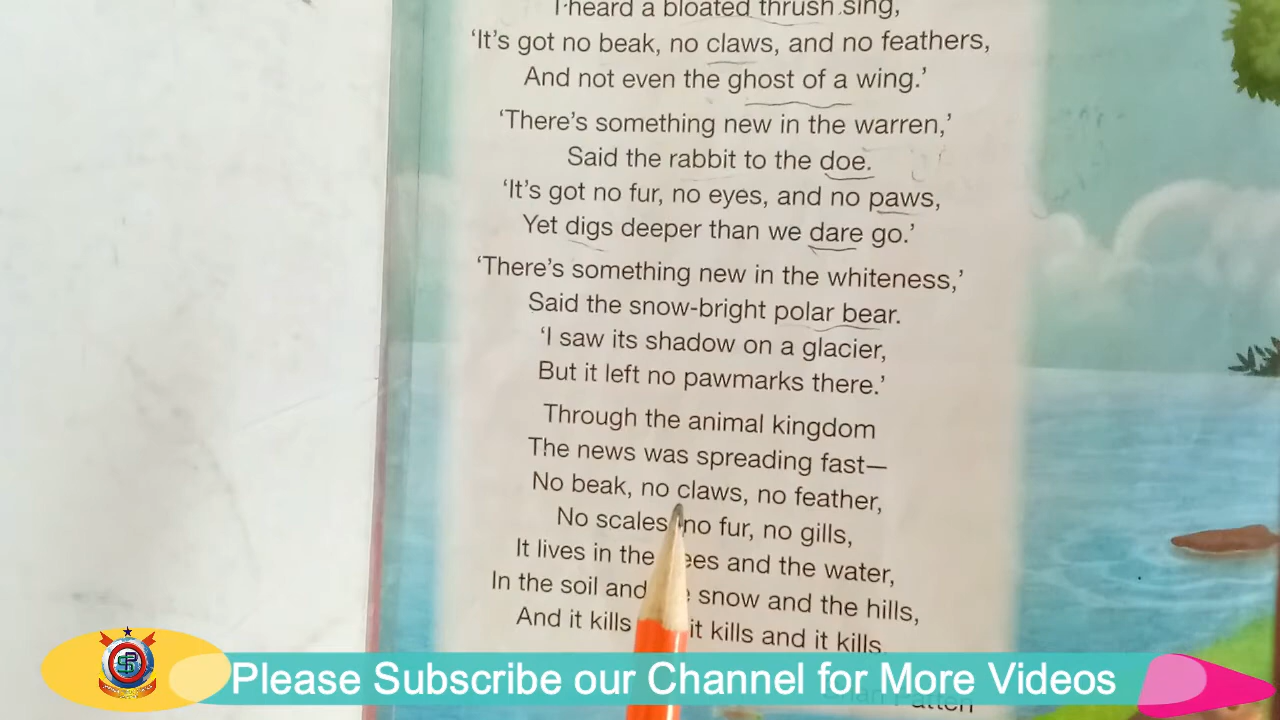 I heard a bloated thrush sing,
‘It’s got no beak, no claws, and no feathers,
And not even the ghost of a wing.’
‘There’s something new in the warren,’
Said the rabbit to the doe.
‘It’s got no fur, no eyes, and no paws,
Yet digs deeper than we dare go.’
‘There’s something new in the whiteness,’
Said the snow-bright polar bear.
‘I saw its shadow on a glacier,
But it left no pawmarks there.’
Through the animal kingdom
The news was spreading fast—
No beak, no claws, no feather,
No scales no fur, no gills,
It lives in the and the water,
In the soil and snow and the hills,
And it kills it kills and it kills.
Please Subscribe our Channel for More Videos